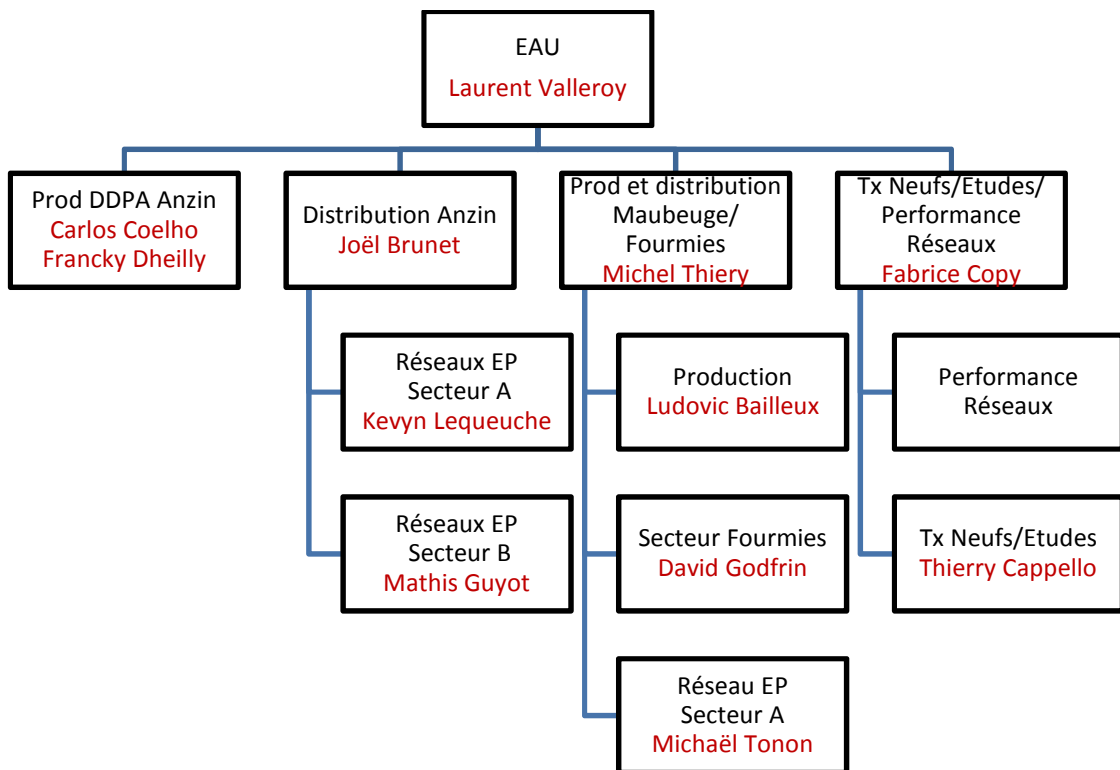 EAU
Laurent Valleroy
Prod DDPA Anzin
Carlos Coelho
Francky Dheilly
Distribution Anzin
Joël Brunet
Prod et distribution
Maubeuge/
Fourmies
Michel Thiery
Tx Neufs/Etudes/
Performance
Réseaux
Fabrice Copy
Réseaux EP
Secteur A
Kevyn Lequeuche
Production
Ludovic Bailleux
Performance
Réseaux
Réseaux EP
Secteur B
Mathis Guyot
Secteur Fourmies
David Godfrin
Tx Neufs/Etudes
Thierry Cappello
Réseau EP
Secteur A
Michaël Tonon